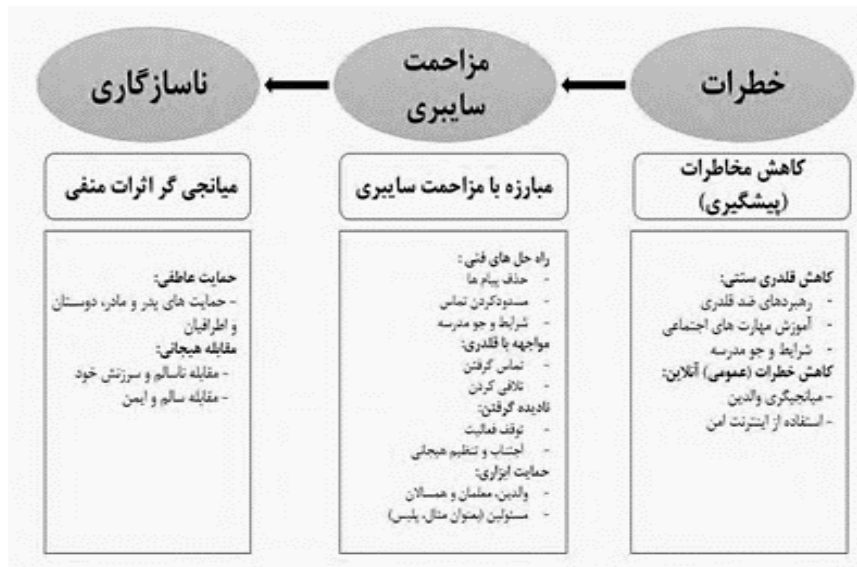 خطرات
مزاحمت
سایبری
ناسازگاری
کاهش مخاطرات
(پیشگیری)
کاهش قلدری سنتی:
- رهبردهای ضد قلدری
- آموزش مهارت های اجتماعی
- شرایط و جو مدرسه
کاهش خطرات (عمومی) آنلاین:
- میانجیگری والدین
- استفاده از اینترنت امن
مبارزه با مزاحمت سایبری
راه حل های فنی:
- حذف پیام ها
- مسدودکردن تماس
- شرایط و جو مدرسه
مواجهه با قلدری:
- تماس گرفتن
- تلافی کردن
نادیده گرفتن:
- توقف فعالیت
- اجتناب و تنظیم هیجانی
حمایت ابزاری:
- والدین، معلمان و همسالان
- مسئولین (بعنوان مثال، پلیس)
میانجی گر اثرات منفی
حمایت عاطفی:
- حمایت های پدر و مادر، دوستان
و اطرافیان
مقابله هیجانی:
- مقابله ناسالم و سرزنش خود
- مقابله سالم و ایمن